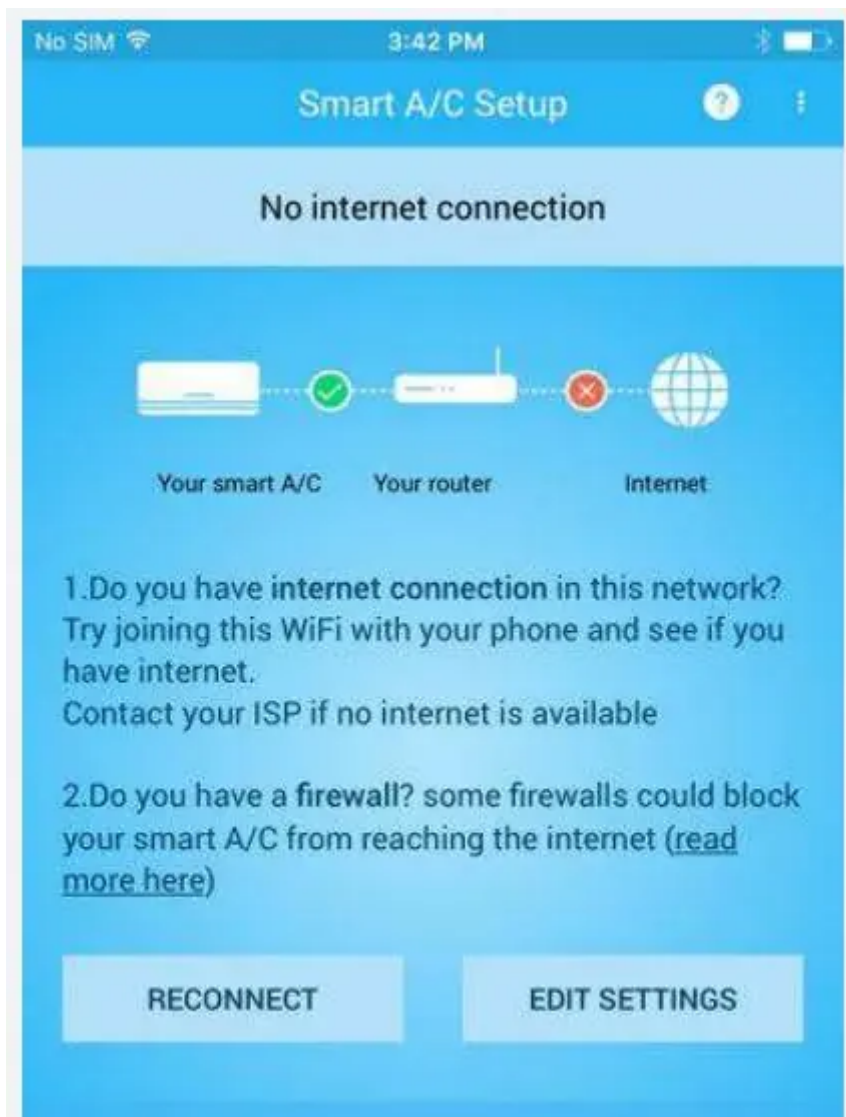 No SIM
3:42 PM
Smart A/C Setup
?
No internet connection
Your smart A/C
Your router
Internet
1.Do you have internet connection in this network?
Try joining this WiFi with your phone and see if you
have internet.
Contact your ISP if no internet is available
2.Do you have a firewall? some firewalls could block
your smart A/C from reaching the internet (read
more here)
RECONNECT
EDIT SETTINGS